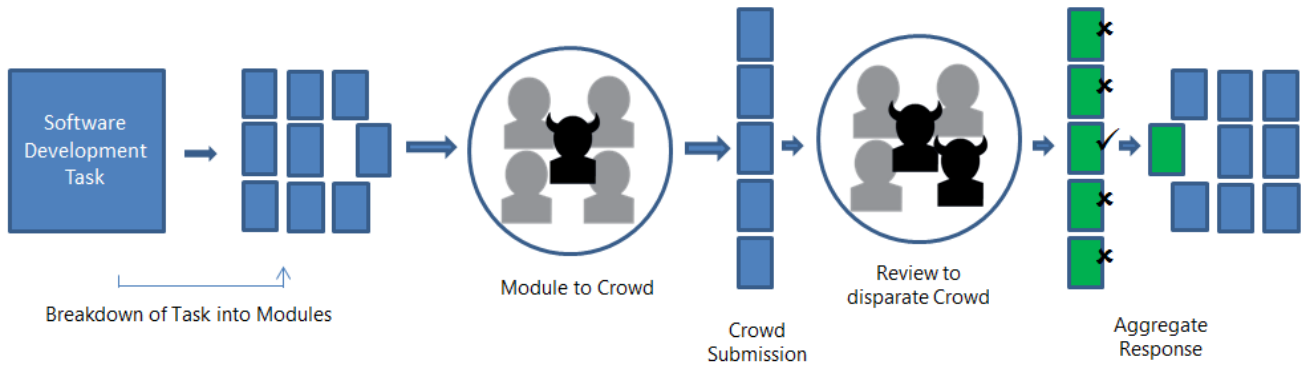 Software
Development
Task
Breakdown of Task into Modules
Module to Crowd
Crowd
Submission
Review to
disparate Crowd
Aggregate
Response